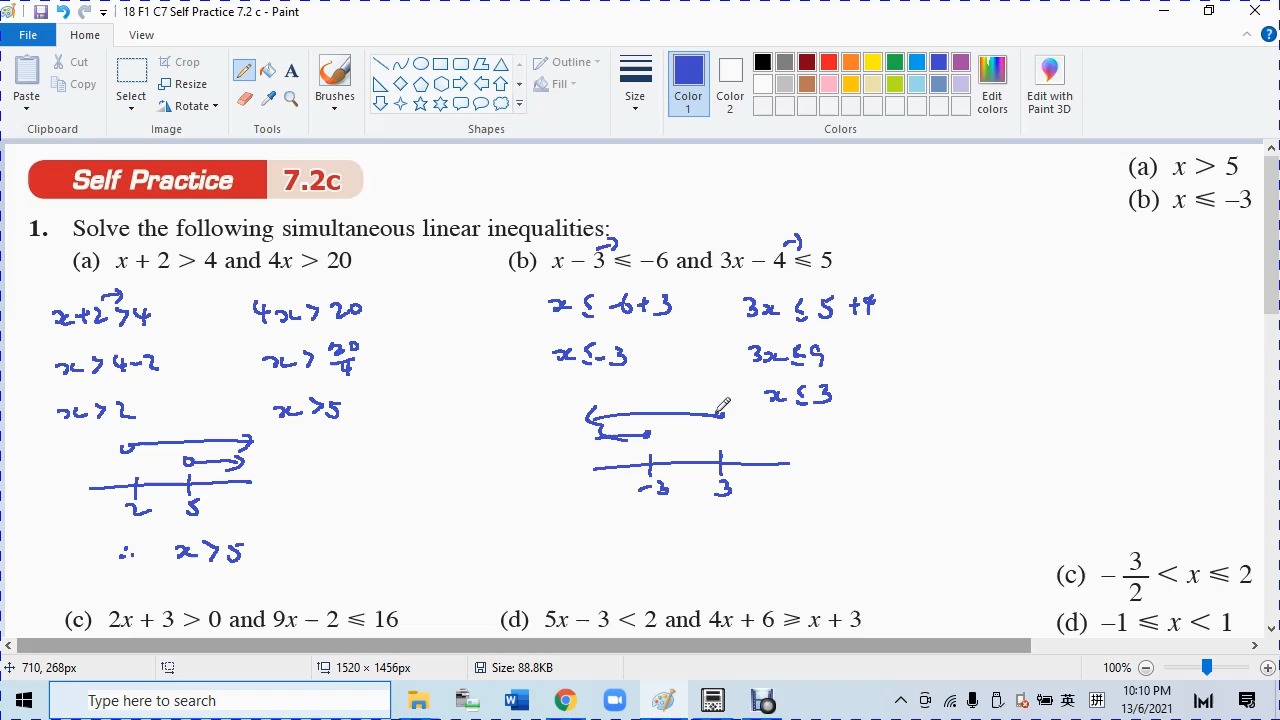 18 F1 C7 Self Practice 7.2 c - Paint
File Home View
Paste Cut Copy Clipboard
Select Crop Resize Rotate Image
Tools
Brushes
Outline Fill Shapes
Size
Color 1 Color 2 Edit colors Colors
Edit with Paint 3D
Self Practice 7.2c
(a) x > 5
(b) x ≤ –3
1. Solve the following simultaneous linear inequalities:
(a) x + 2 > 4 and 4x > 20
(b) x – 3 ≤ –6 and 3x – 4 ≤ 5
x+2 > 4
4x > 20
x > 4-2
x > 20/4
x > 2
x > 5
2 5
∴ x > 5
x ≤ -6+3
3x ≤ 5+4
x ≤ -3
3x ≤ 9
x ≤ 3
-3 3
(c) – 3/2 < x ≤ 2
(d) –1 ≤ x < 1
(c) 2x + 3 > 0 and 9x – 2 ≤ 16
(d) 5x – 3 < 2 and 4x + 6 ≥ x + 3
710, 268px
1520 × 1456px
Size: 88.8KB
100%
Type here to search
英 拼
10:10 PM
13/6/2021